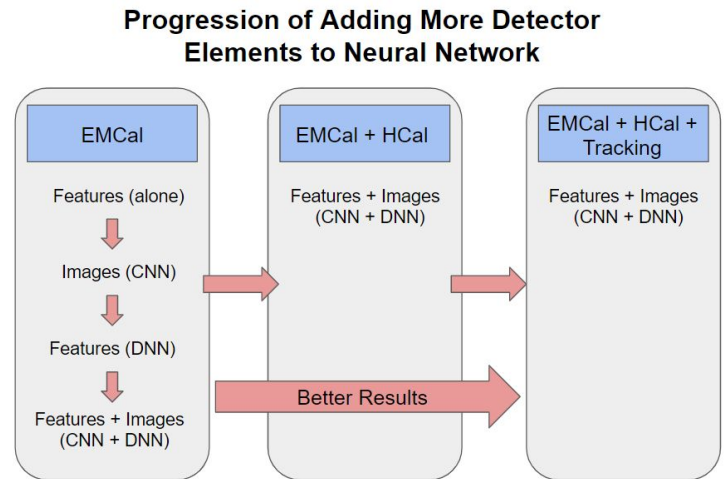 Progression of Adding More Detector
Elements to Neural Network
EMCal
Features (alone)
Images (CNN)
Features (DNN)
Features + Images
(CNN + DNN)
EMCal + HCal
Features + Images
(CNN + DNN)
EMCal + HCal +
Tracking
Features + Images
(CNN + DNN)
Better Results